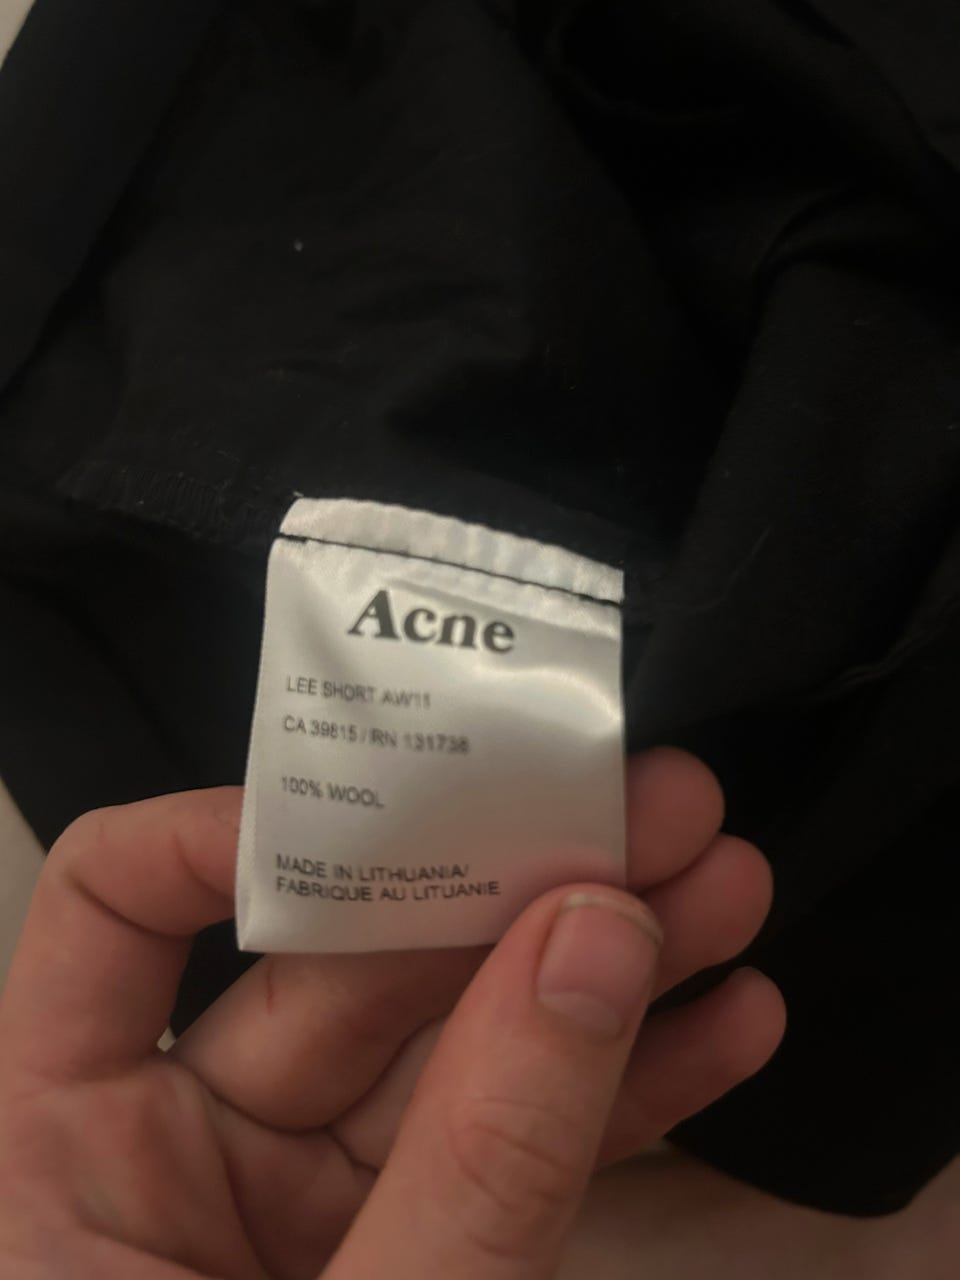 Acne
LEE SHORT AW11
CA 39815 / RN 131738
100% WOOL
MADE IN LITHUANIA/
FABRIQUE AU LITUANIE